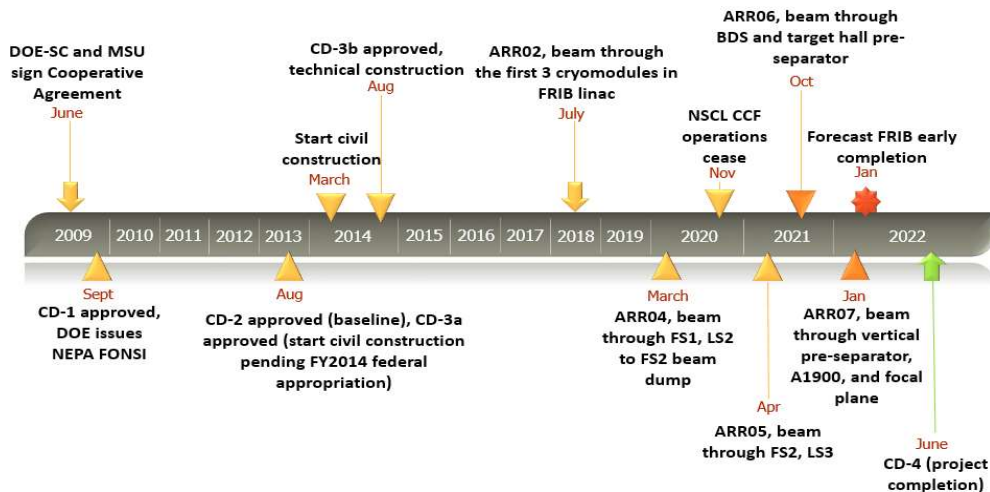 DOE-SC and MSU
sign Cooperative
Agreement
June
CD-3b approved,
technical construction
Aug
Start civil
construction
March
ARR02, beam through
the first 3 cryomodules in
FRIB linac
July
NSCL CCF
operations
cease
Nov
ARR06, beam through
BDS and target hall pre-
separator
Oct
Forecast FRIB early
completion
Jan
2009
2010
2011
2012
2013
2014
2015
2016
2017
2018
2019
2020
2021
2022
Sept
CD-1 approved,
DOE issues
NEPA FONSI
Aug
CD-2 approved (baseline), CD-3a
approved (start civil construction
pending FY2014 federal
appropriation)
March
ARR04, beam
through FS1, LS2
to FS2 beam
dump
Apr
ARR05, beam
through FS2, LS3
Jan
ARR07, beam
through vertical
pre-separator,
A1900, and focal
plane
June
CD-4 (project
completion)